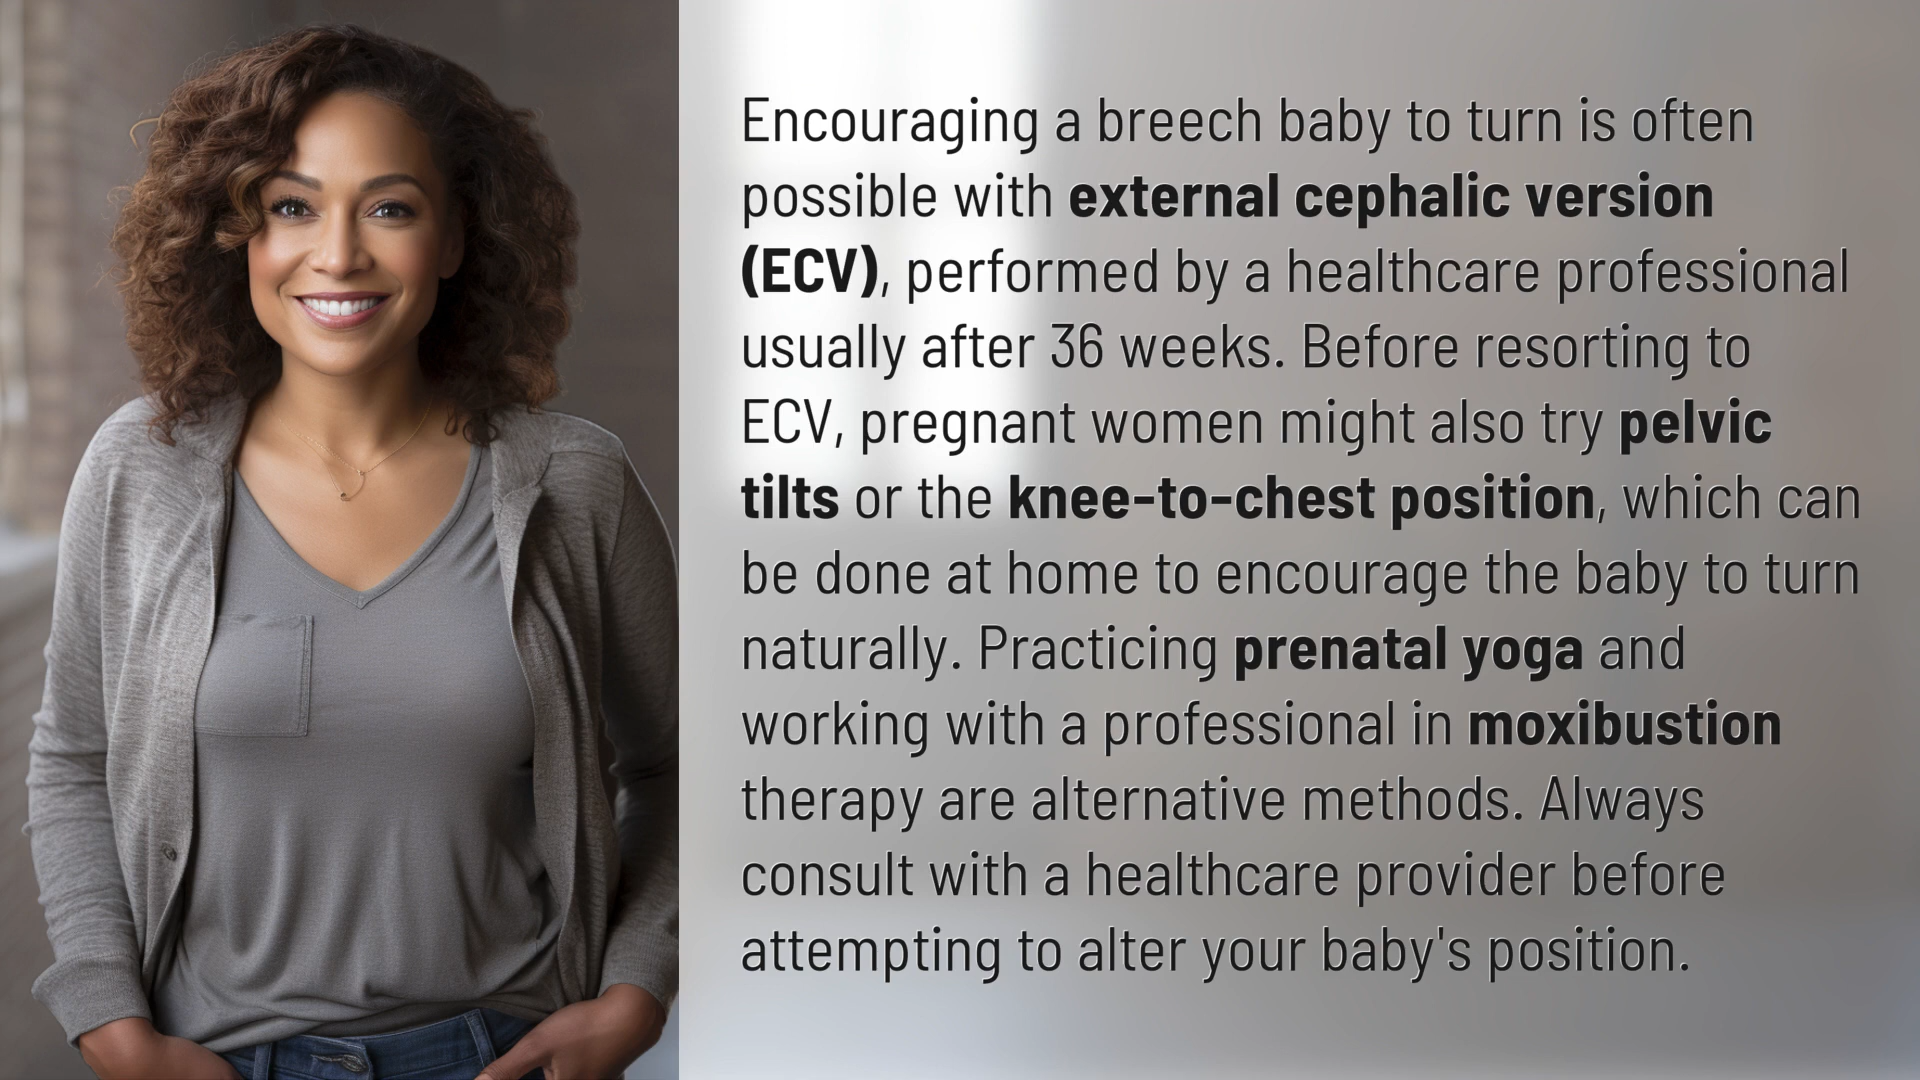 Encouraging a breech baby to turn is often
possible with external cephalic version
(ECV), performed by a healthcare professional
usually after 36 weeks. Before resorting to
ECV, pregnant women might also try pelvic
tilts or the knee-to-chest position, which can
be done at home to encourage the baby to turn
naturally. Practicing prenatal yoga and
working with a professional in moxibustion
therapy are alternative methods. Always
consult with a healthcare provider before
attempting to alter your baby's position.